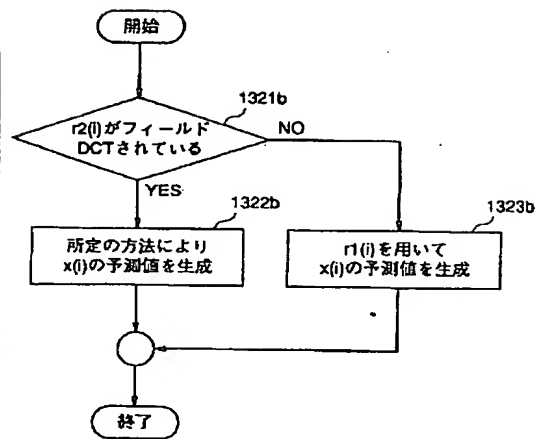 開始
1321b
r2(i)がフィールド
DCTされている
NO
YES
1322b
所定の方法により
x(i)の予測値を生成
1323b
r1(i)を用いて
x(i)の予測値を生成
終了